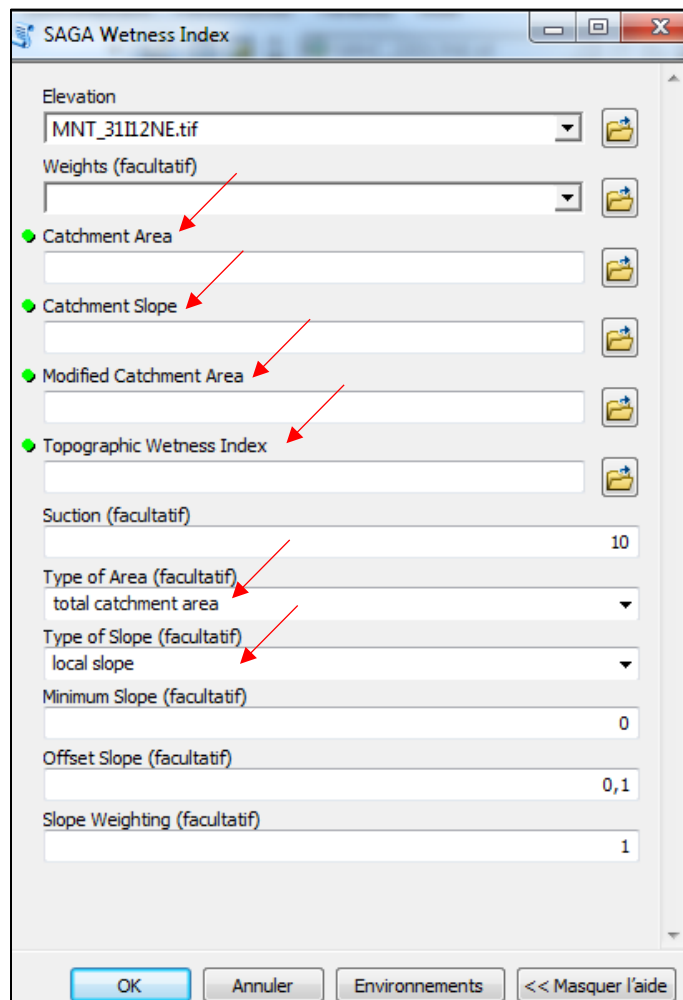 SAGA Wetness Index
Elevation
MNT_31I12NE.tif
Weights (facultatif)
Catchment Area
Catchment Slope
Modified Catchment Area
Topographic Wetness Index
Suction (facultatif)
10
Type of Area (facultatif)
total catchment area
Type of Slope (facultatif)
local slope
Minimum Slope (facultatif)
0
Offset Slope (facultatif)
0,1
Slope Weighting (facultatif)
1
OK Annuler Environnements << Masquer l'aide